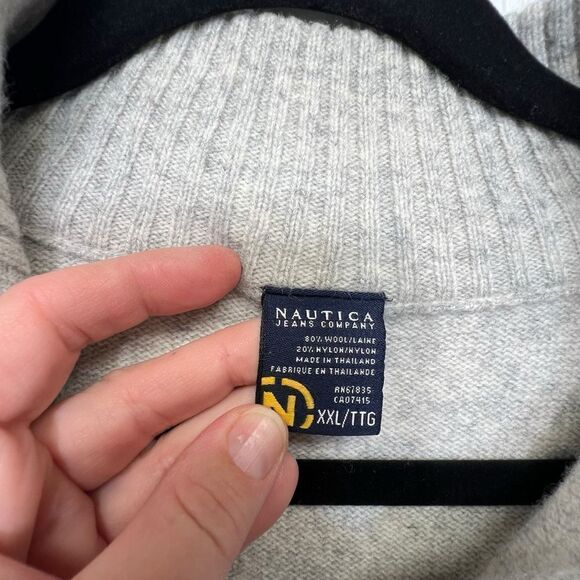 NAUTICA
JEANS COMPANY
80% WOOL/LAINE
20% NYLON/NYLON
MADE IN THAILAND
FABRIQUE EN THAILANDE
RN67835
CA07415
N
XXL/TTG